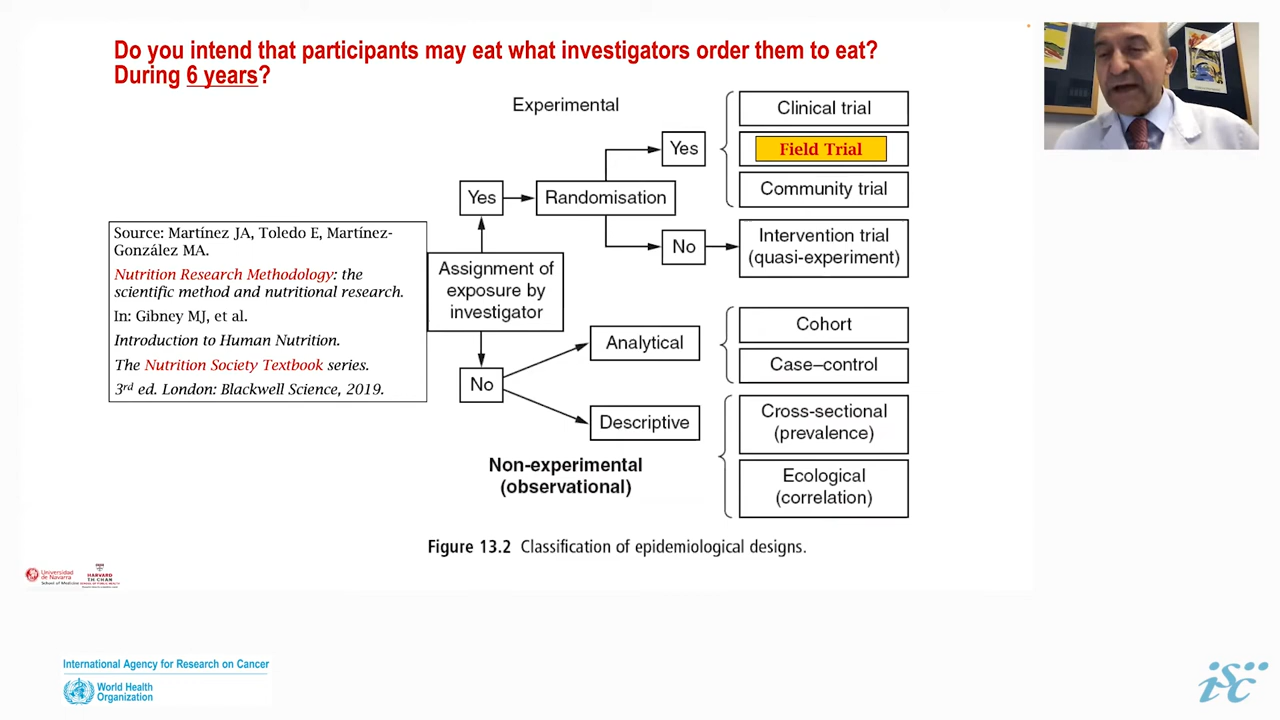 Do you intend that participants may eat what investigators order them to eat?
During 6 years?
Experimental
Clinical trial
Yes
Field Trial
Community trial
Yes
Randomisation
No
Intervention trial
(quasi-experiment)
Source: Martínez JA, Toledo E, Martínez-
González MA.
Nutrition Research Methodology: the
scientific method and nutritional research.
In: Gibney MJ, et al.
Introduction to Human Nutrition.
The Nutrition Society Textbook series.
3rd ed. London: Blackwell Science, 2019.
Assignment of
exposure by
investigator
Analytical
Cohort
Case–control
No
Descriptive
Cross-sectional
(prevalence)
Non-experimental
(observational)
Ecological
(correlation)
Figure 13.2 Classification of epidemiological designs.
Universidad
de Navarra
School of Medicine
HARVARD
T.H. CHAN
SCHOOL OF PUBLIC HEALTH
International Agency for Research on Cancer
World Health
Organization
iSC